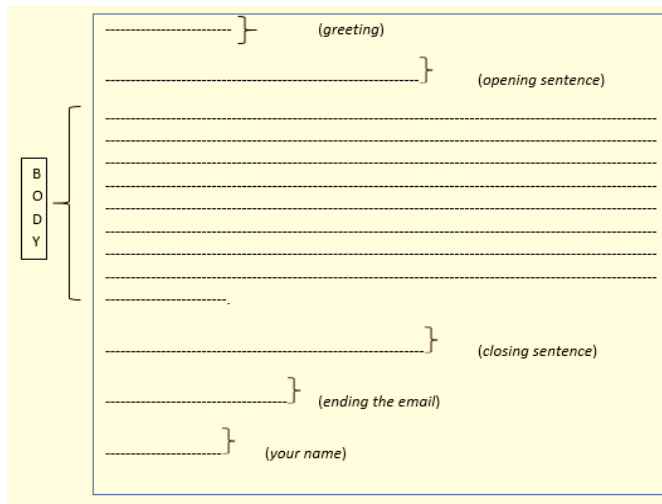 (greeting)
(opening sentence)
B
O
D
Y
(closing sentence)
(ending the email)
(your name)